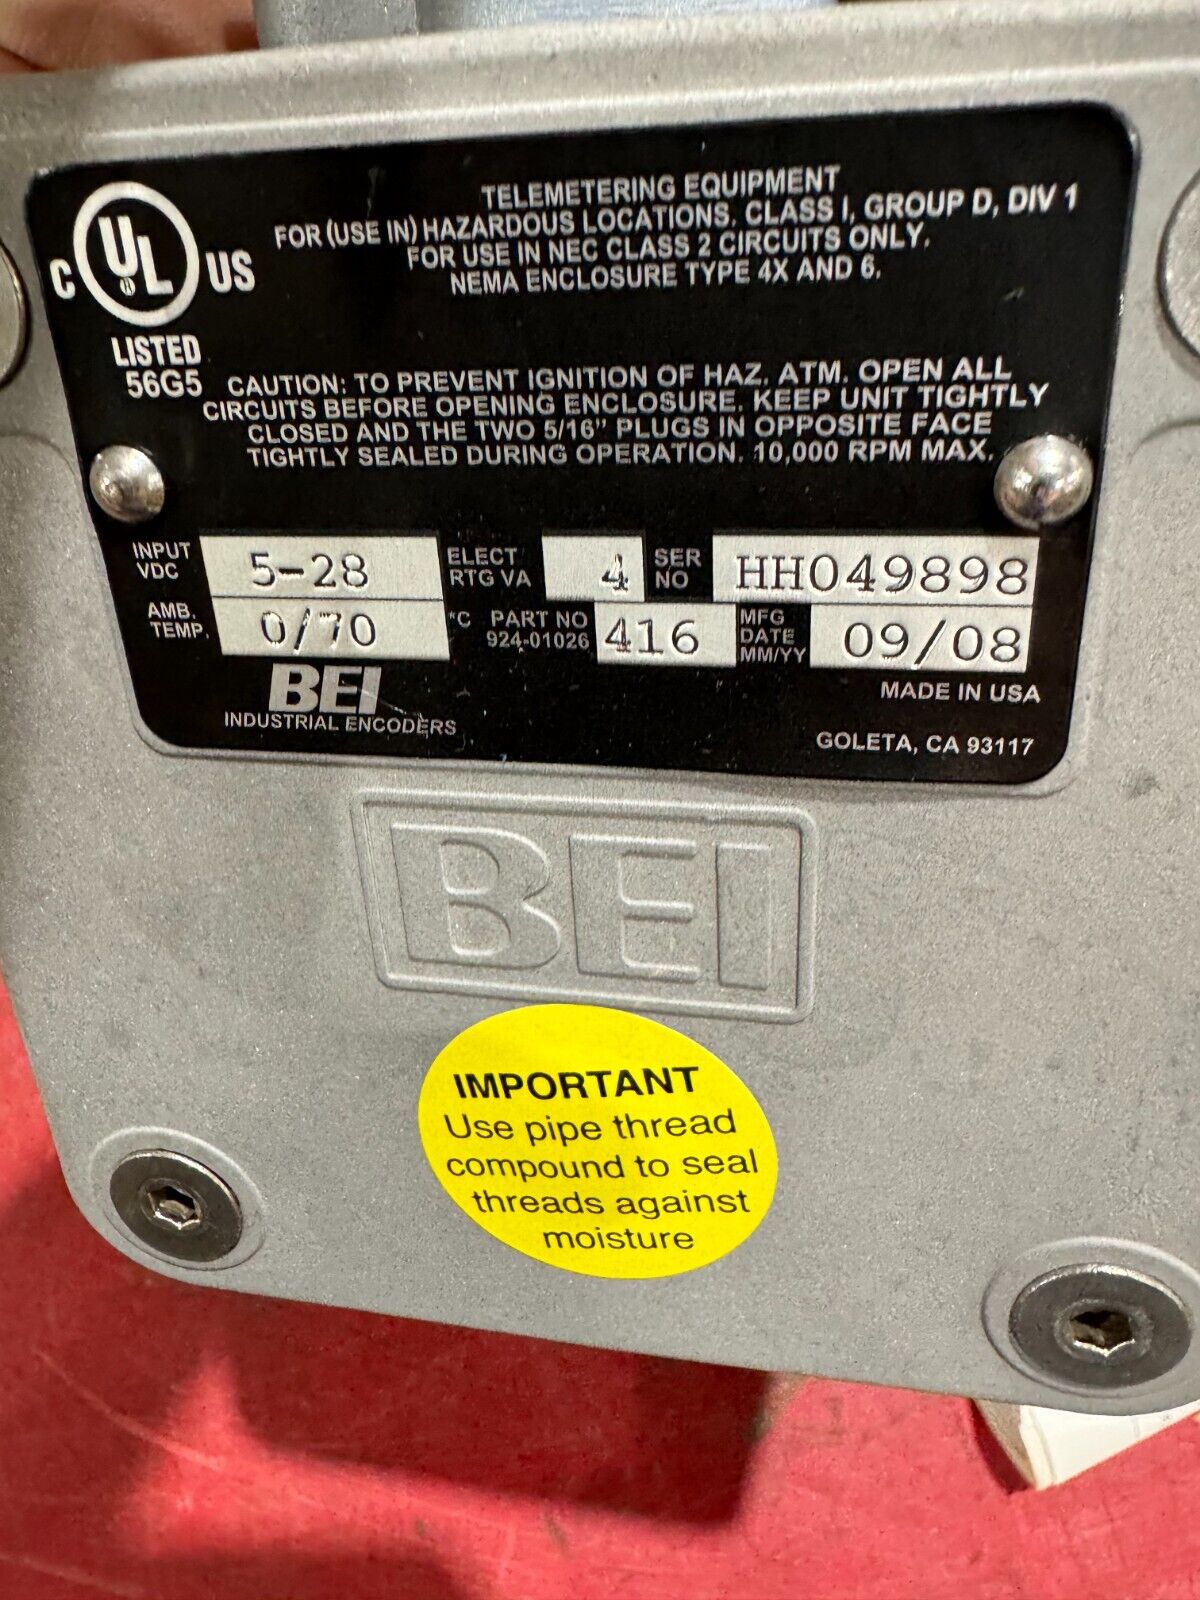 TELEMETERING EQUIPMENT
FOR (USE IN) HAZARDOUS LOCATIONS, CLASS I, GROUP D, DIV 1
FOR USE IN NEC CLASS 2 CIRCUITS ONLY.
NEMA ENCLOSURE TYPE 4X AND 6.
C UL ® US
LISTED
56G5
CAUTION: TO PREVENT IGNITION OF HAZ. ATM. OPEN ALL
CIRCUITS BEFORE OPENING ENCLOSURE. KEEP UNIT TIGHTLY
CLOSED AND THE TWO 5/16" PLUGS IN OPPOSITE FACE
TIGHTLY SEALED DURING OPERATION. 10,000 RPM MAX.
INPUT VDC 5-28 ELECT RTG VA 4 SER NO HH049898
AMB. TEMP. 0/70 °C PART NO 924-01026 416 MFG DATE MM/YY 09/08
BEI
INDUSTRIAL ENCODERS
MADE IN USA
GOLETA, CA 93117
BEI
IMPORTANT
Use pipe thread
compound to seal
threads against
moisture